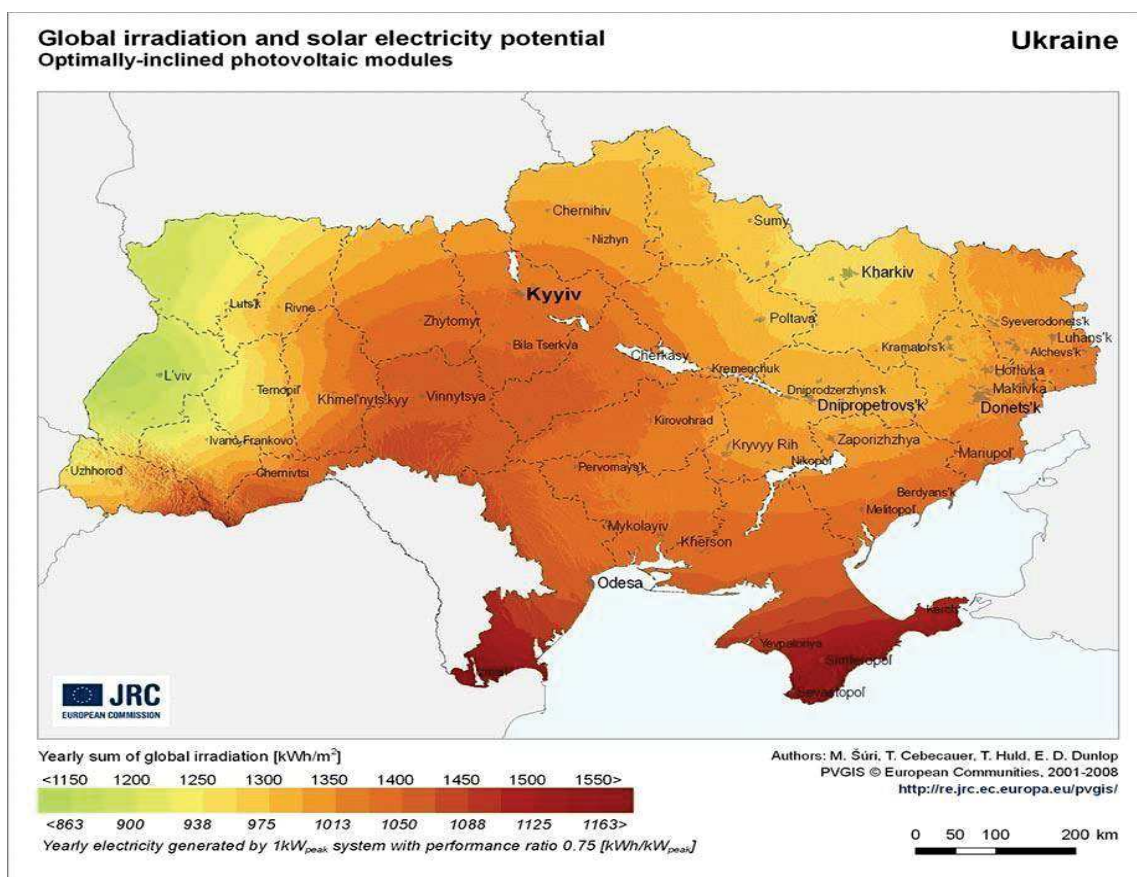 Global irradiation and solar electricity potential
Optimally-inclined photovoltaic modules
Ukraine
Chernihiv
Sumy
Nizhyn
Kharkiv
Kyyiv
Luts'k
Rivne
Zhytomyr
Poltava
Syeverodonets'k
Luhans'k
Bila Tserkva
Cherkasy
Kramators'k
Alchevs'k
L'viv
Kremenchuk
Horlivka
Ternopil'
Khmel'nyts'kyy
Vinnytsya
Dniprodzerzhyns'k
Makiivka
Dnipropetrovs'k
Donets'k
Kirovohrad
Ivano-Frankovo
Kryvyy Rih
Zaporizhzhya
Uzhhorod
Chernivtsi
Nikopol'
Mariupol'
Pervomays'k
Berdyans'k
Melitopol'
Mykolayiv
Kherson
Odesa
Kerch
Yevpatoriya
Simferopol'
Sevastopol'
JRC
EUROPEAN COMMISSION
Yearly sum of global irradiation [kWh/m²]
<1150 1200 1250 1300 1350 1400 1450 1500 1550>
<863 900 938 975 1013 1050 1088 1125 1163>
Yearly electricity generated by 1kWpeak system with performance ratio 0.75 [kWh/kWpeak]
Authors: M. Šúri, T. Cebecauer, T. Huld, E. D. Dunlop
PVGIS © European Communities, 2001-2008
http://re.jrc.ec.europa.eu/pvgis/
0 50 100 200 km